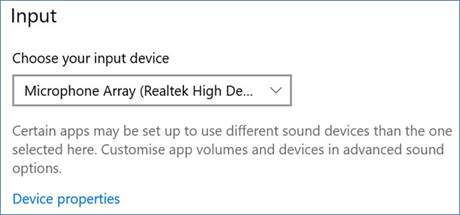 Input
Choose your input device
Microphone Array (Realtek High De...
Certain apps may be set up to use different sound devices than the one
selected here. Customise app volumes and devices in advanced sound
options.
Device properties